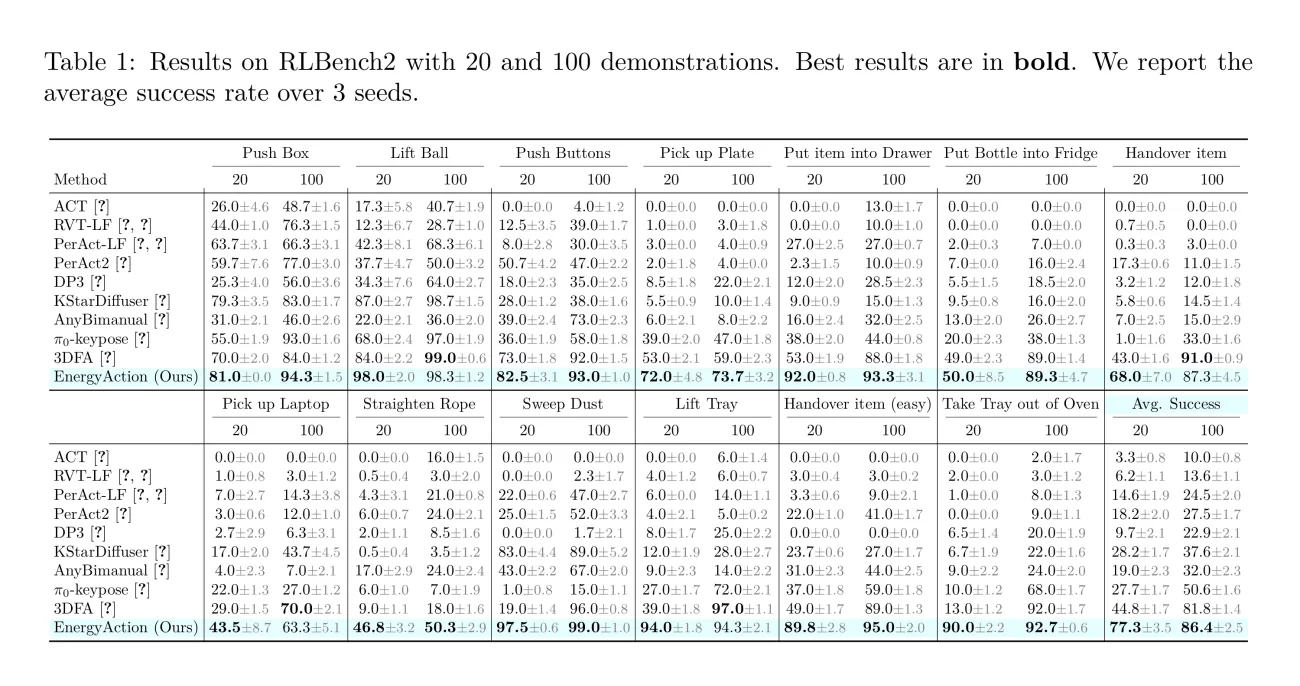 Table 1: Results on RLBench2 with 20 and 100 demonstrations. Best results are in bold. We report the
average success rate over 3 seeds.
Push Box Lift Ball Push Buttons Pick up Plate Put item into Drawer Put Bottle into Fridge Handover item
Method 20 100 20 100 20 100 20 100 20 100 20 100 20 100
ACT [?] 26.0±4.6 48.7±1.6 17.3±5.8 40.7±1.9 0.0±0.0 4.0±1.2 0.0±0.0 0.0±0.0 0.0±0.0 13.0±1.7 0.0±0.0 0.0±0.0 0.0±0.0 0.0±0.0
RVT-LF [?, ?] 44.0±1.0 76.3±1.5 12.3±6.7 28.7±1.0 12.5±3.5 39.0±1.7 1.0±0.0 3.0±1.8 0.0±0.0 10.0±1.0 0.0±0.0 0.0±0.0 0.7±0.5 0.0±0.0
PerAct-LF [?, ?] 63.7±3.1 66.3±3.1 42.3±8.1 68.3±6.1 8.0±2.8 30.0±3.5 3.0±0.0 4.0±0.9 27.0±2.5 27.0±0.7 2.0±0.3 7.0±0.0 0.3±0.3 3.0±0.0
PerAct2 [?] 59.7±7.6 77.0±3.0 37.7±4.7 50.0±3.2 50.7±4.2 47.0±2.2 2.0±1.8 4.0±0.0 2.3±1.5 10.0±0.9 7.0±0.0 16.0±2.4 17.3±0.6 11.0±1.5
DP3 [?] 25.3±4.0 56.0±3.6 34.3±7.6 64.0±2.7 18.0±2.3 35.0±2.5 8.5±1.8 22.0±2.1 12.0±2.0 28.5±2.3 5.5±1.5 18.5±2.0 3.2±1.2 12.0±1.8
KStarDiffuser [?] 79.3±3.5 83.0±1.7 87.0±2.7 98.7±1.5 28.0±1.2 38.0±1.6 5.5±0.9 10.0±1.4 9.0±0.9 15.0±1.3 9.5±0.8 16.0±2.0 5.8±0.6 14.5±1.4
AnyBimanual [?] 31.0±2.1 46.0±2.6 22.0±2.1 36.0±2.0 39.0±2.4 73.0±2.3 6.0±2.1 8.0±2.2 16.0±2.4 32.0±2.5 13.0±2.0 26.0±2.7 7.0±2.5 15.0±2.9
π0-keypose [?] 55.0±1.9 93.0±1.6 68.0±2.4 97.0±1.9 36.0±1.9 58.0±1.8 39.0±2.0 47.0±1.8 38.0±2.0 44.0±0.8 20.0±2.3 38.0±1.3 1.0±1.6 33.0±1.6
3DFA [?] 70.0±2.0 84.0±1.2 84.0±2.2 99.0±0.6 73.0±1.8 92.0±1.5 53.0±2.1 59.0±2.3 53.0±1.9 88.0±1.8 49.0±2.3 89.0±1.4 43.0±1.6 91.0±0.9
EnergyAction (Ours) 81.0±0.0 94.3±1.5 98.0±2.0 98.3±1.2 82.5±3.1 93.0±1.0 72.0±4.8 73.7±3.2 92.0±0.8 93.3±3.1 50.0±8.5 89.3±4.7 68.0±7.0 87.3±4.5
Pick up Laptop Straighten Rope Sweep Dust Lift Tray Handover item (easy) Take Tray out of Oven Avg. Success
20 100 20 100 20 100 20 100 20 100 20 100 20 100
ACT [?] 0.0±0.0 0.0±0.0 0.0±0.0 16.0±1.5 0.0±0.0 0.0±0.0 0.0±0.0 6.0±1.4 0.0±0.0 0.0±0.0 0.0±0.0 2.0±1.7 3.3±0.8 10.0±0.8
RVT-LF [?, ?] 1.0±0.8 3.0±1.2 0.5±0.4 3.0±2.0 0.0±0.0 2.3±1.7 4.0±1.2 6.0±0.7 3.0±0.4 3.0±0.2 2.0±0.0 3.0±1.2 6.2±1.1 13.6±1.1
PerAct-LF [?, ?] 7.0±2.7 14.3±3.8 4.3±3.1 21.0±0.8 22.0±0.6 47.0±2.7 6.0±0.0 14.0±1.1 3.3±0.6 9.0±2.1 1.0±0.0 8.0±1.3 14.6±1.9 24.5±2.0
PerAct2 [?] 3.0±0.6 12.0±1.0 6.0±0.7 24.0±2.1 25.0±1.5 52.0±3.3 4.0±2.1 5.0±0.2 22.0±1.0 41.0±1.7 0.0±0.0 9.0±1.1 18.2±2.0 27.5±1.7
DP3 [?] 2.7±2.9 6.3±3.1 2.0±1.1 8.5±1.6 0.0±0.0 1.7±2.1 8.0±1.7 25.0±2.2 0.0±0.0 0.0±0.0 6.5±1.4 20.0±1.9 9.7±2.1 22.9±2.1
KStarDiffuser [?] 17.0±2.0 43.7±4.5 0.5±0.4 3.5±1.2 83.0±4.4 89.0±5.2 12.0±1.9 28.0±2.7 23.7±0.6 27.0±1.7 6.7±1.9 22.0±1.6 28.2±1.7 37.6±2.1
AnyBimanual [?] 4.0±2.3 7.0±2.1 17.0±2.9 24.0±2.4 43.0±2.2 67.0±2.0 9.0±2.3 14.0±2.2 31.0±2.3 44.0±2.5 9.0±2.2 24.0±2.0 19.0±2.3 32.0±2.3
π0-keypose [?] 22.0±1.3 27.0±1.2 6.0±1.0 7.0±1.9 1.0±0.8 15.0±1.1 27.0±1.7 72.0±2.1 37.0±1.8 59.0±1.8 10.0±1.2 68.0±1.7 27.7±1.7 50.6±1.6
3DFA [?] 29.0±1.5 70.0±2.1 9.0±1.1 18.0±1.6 19.0±1.4 96.0±0.8 39.0±1.8 97.0±1.1 49.0±1.7 89.0±1.3 13.0±1.2 92.0±1.7 44.8±1.7 81.8±1.4
EnergyAction (Ours) 43.5±8.7 63.3±5.1 46.8±3.2 50.3±2.9 97.5±0.6 99.0±1.0 94.0±1.8 94.3±2.1 89.8±2.8 95.0±2.0 90.0±2.2 92.7±0.6 77.3±3.5 86.4±2.5